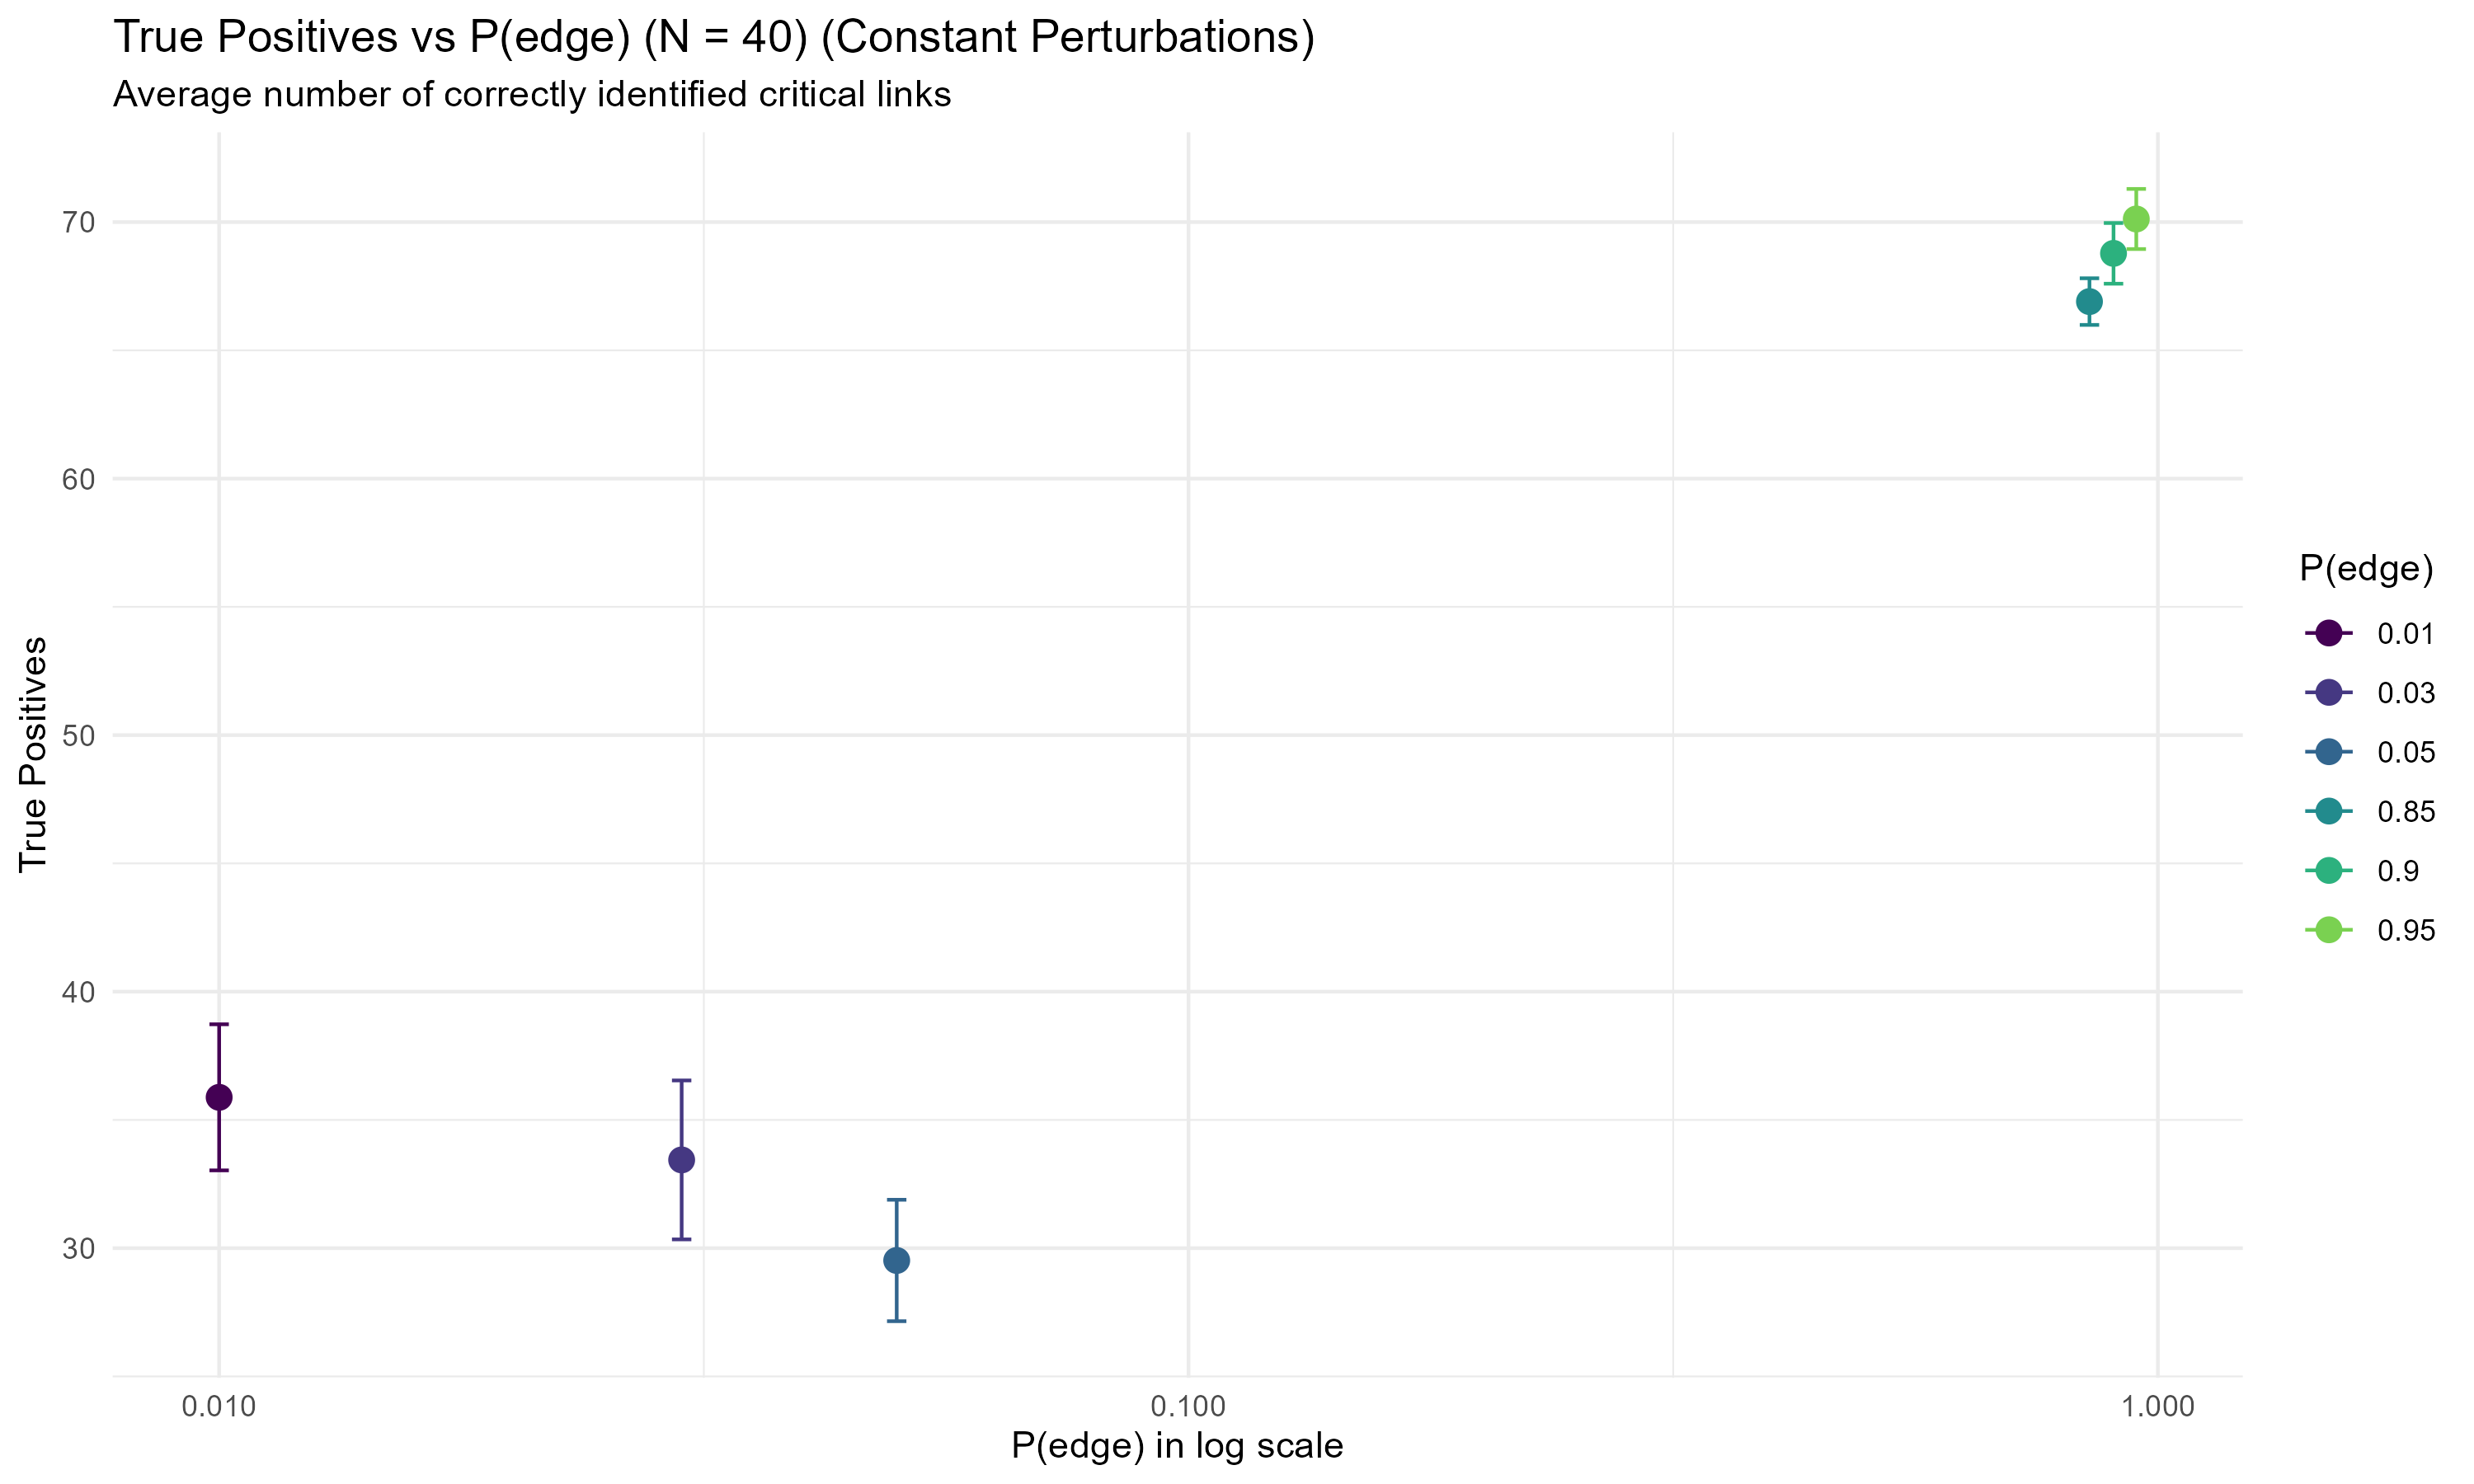 True Positives vs P(edge) (N = 40) (Constant Perturbations)
Average number of correctly identified critical links
True Positives
70
60
50
40
30
0.010
0.100
1.000
P(edge) in log scale
P(edge)
0.01
0.03
0.05
0.85
0.9
0.95